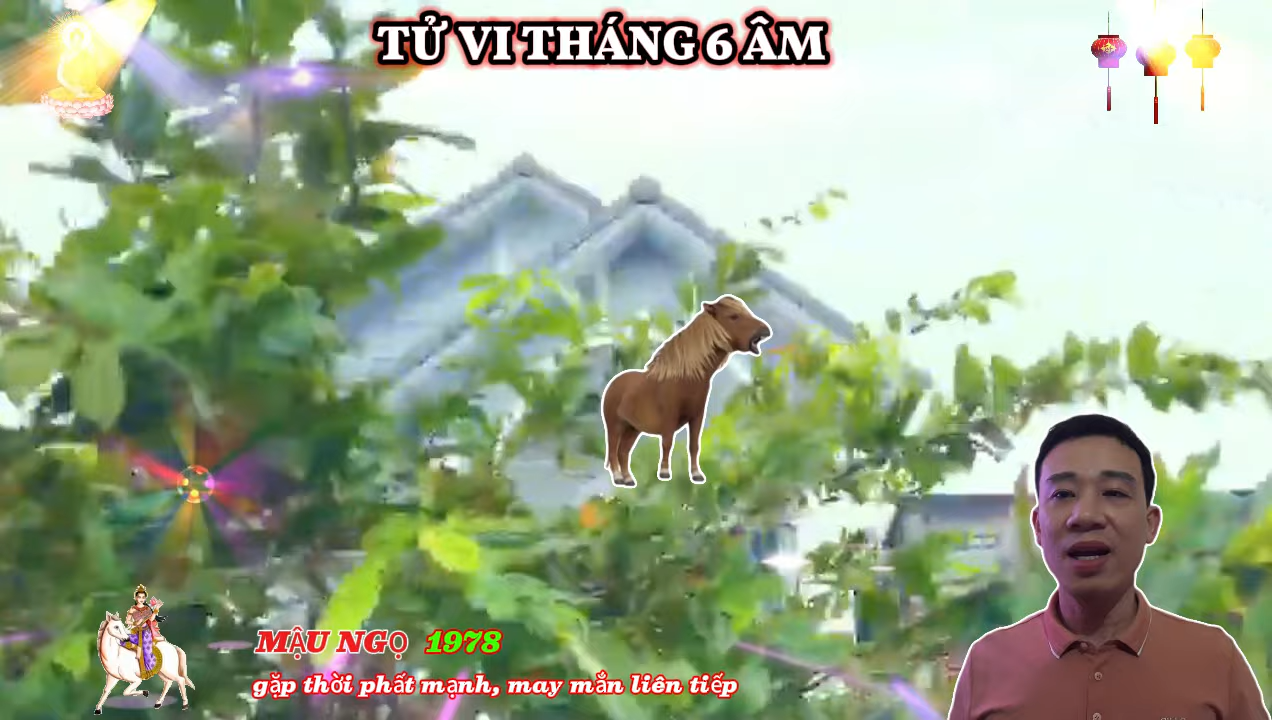 TỬ VI THÁNG 6 ÂM
MẬU NGỌ 1978
gặp thời phất mạnh, may mắn liên tiếp